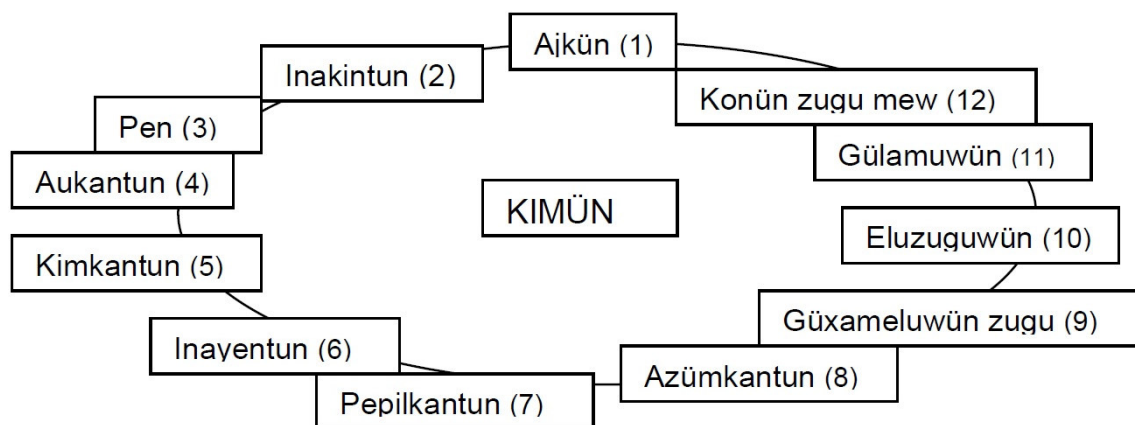 Ajkün (1)
Inakintun (2)
Konün zugu mew (12)
Pen (3)
Gülamuwün (11)
Aukantun (4)
KIMÜN
Eluzuguwün (10)
Kimkantun (5)
Güxameluwün zugu (9)
Inayentun (6)
Azümkantun (8)
Pepilkantun (7)